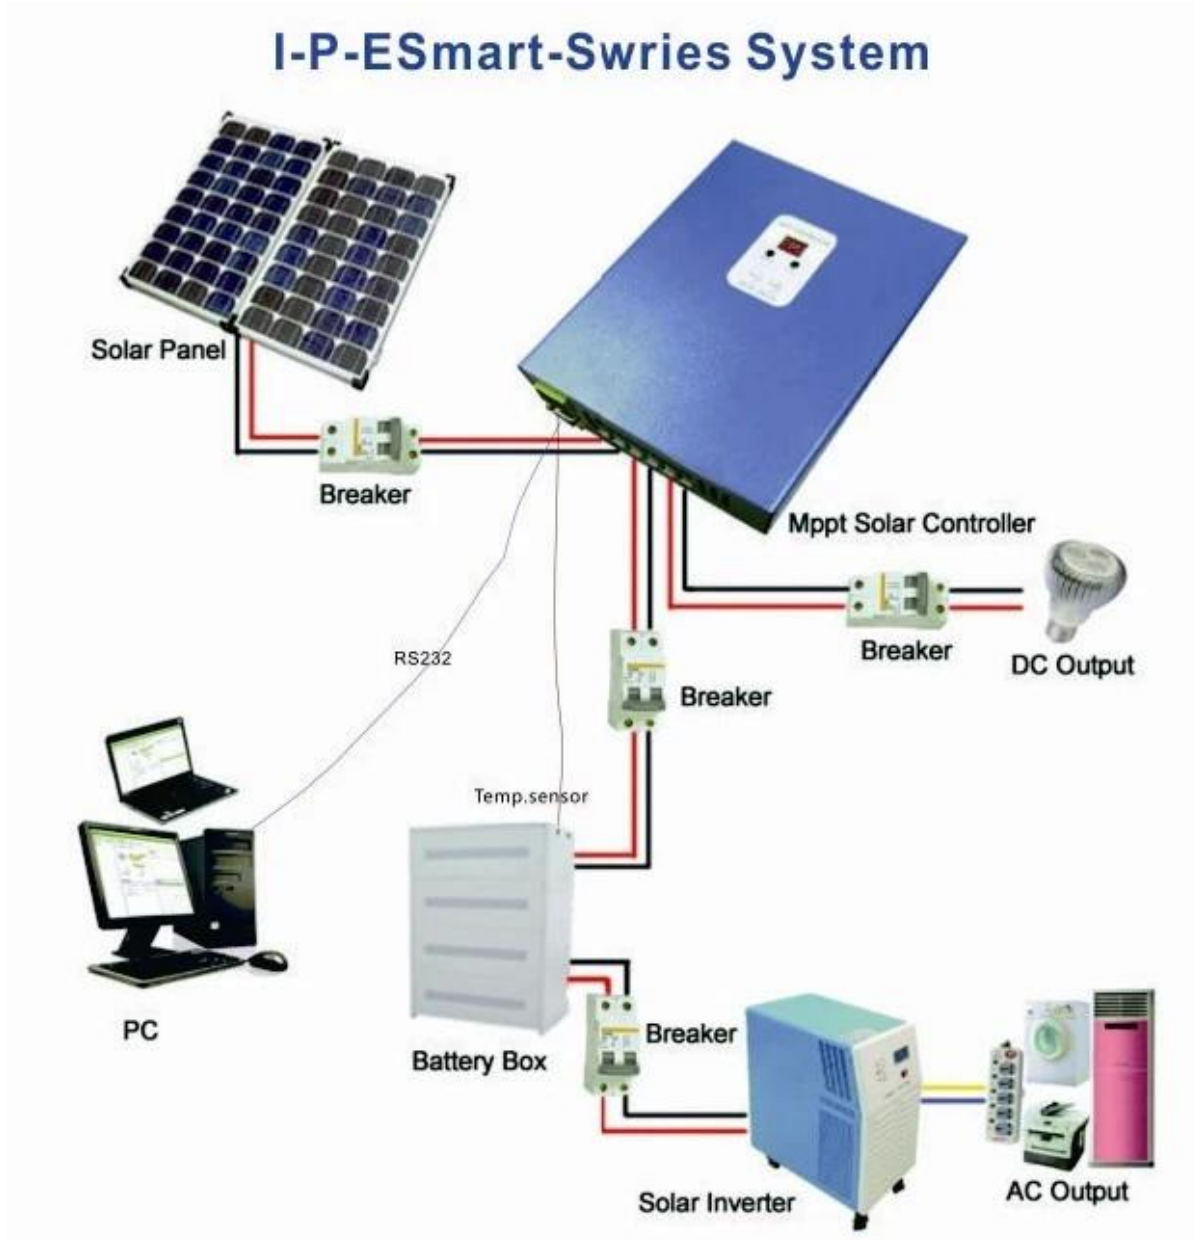 I-P-ESmart-Swries System
Solar Panel
Breaker
Mppt Solar Controller
Breaker
DC Output
RS232
Breaker
Temp.sensor
PC
Battery Box
Breaker
Solar Inverter
AC Output